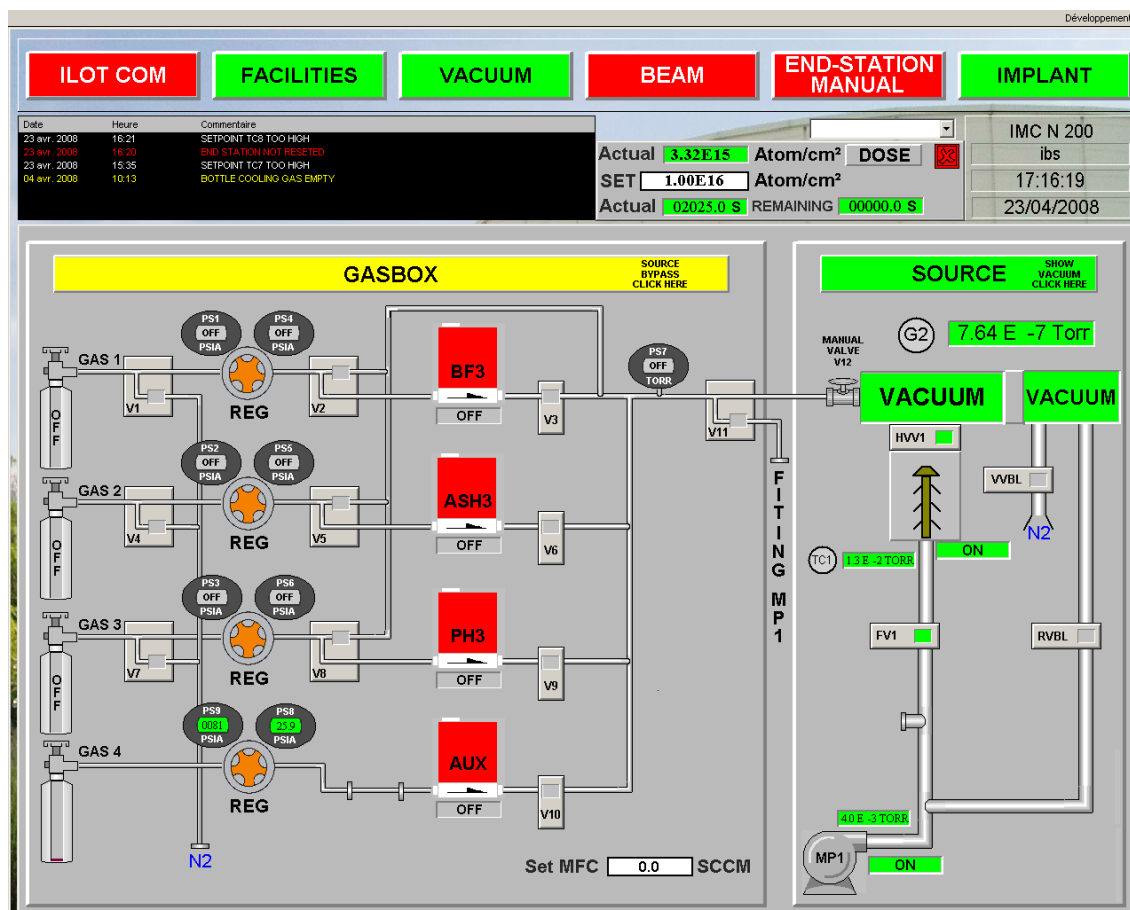 Développement
ILOT COM
FACILITIES
VACUUM
BEAM
END-STATION
MANUAL
IMPLANT
Date Heure Commentaire
23 avr. 2008 16:21 SETPOINT TC8 TOO HIGH
23 avr. 2008 16:20 END-STATION NOT RESETED
23 avr. 2008 15:35 SETPOINT TC7 TOO HIGH
04 avr. 2008 10:13 BOTTLE COOLING GAS EMPTY
Actual 3.32E15 Atom/cm² DOSE
SET 1.00E16 Atom/cm²
Actual 02025.0 S REMAINING 00000.0 S
IMC N 200
ibs
17:16:19
23/04/2008
GASBOX
SOURCE
BYPASS
CLICK HERE
GAS 1
OFF
V1
PS1
OFF
PSIA
PS4
OFF
PSIA
REG
V2
BF3
OFF
V3
PS7
OFF
TORR
V11
FITING MP1
GAS 2
OFF
V4
PS2
OFF
PSIA
PS5
OFF
PSIA
REG
V5
ASH3
OFF
V6
GAS 3
OFF
V7
PS3
OFF
PSIA
PS6
OFF
PSIA
REG
V8
PH3
OFF
V9
GAS 4
PS9
0081
PSIA
PS8
25.9
PSIA
REG
AUX
OFF
V10
N2
Set MFC 0.0 SCCM
SOURCE
SHOW
VACUUM
CLICK HERE
G2 7.64 E -7 Torr
MANUAL
VALVE
V12
VACUUM
VACUUM
HVV1
VVBL
N2
ON
TC1 1.3 E -2 TORR
FV1
RVBL
4.0 E -3 TORR
MP1
ON